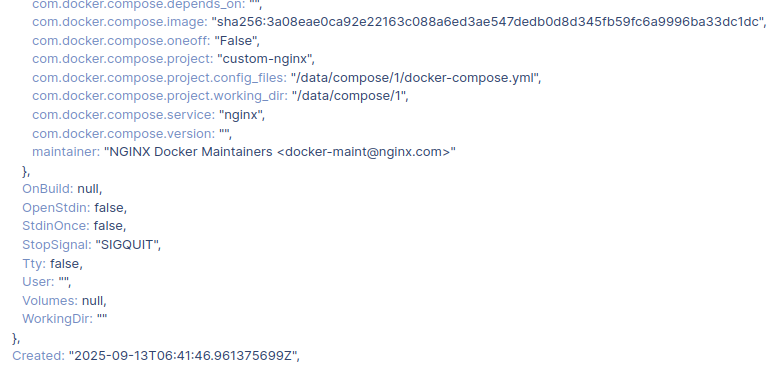 com.docker.compose.depends_on: "",
com.docker.compose.image: "sha256:3a08eae0ca92e22163c088a6ed3ae547dedb0d8d345fb59fc6a9996ba33dc1dc",
com.docker.compose.oneoff: "False",
com.docker.compose.project: "custom-nginx",
com.docker.compose.project.config_files: "/data/compose/1/docker-compose.yml",
com.docker.compose.project.working_dir: "/data/compose/1",
com.docker.compose.service: "nginx",
com.docker.compose.version: "",
maintainer: "NGINX Docker Maintainers <docker-maint@nginx.com>"
},
OnBuild: null,
OpenStdin: false,
StdinOnce: false,
StopSignal: "SIGQUIT",
Tty: false,
User: "",
Volumes: null,
WorkingDir: ""
},
Created: "2025-09-13T06:41:46.961375699Z",